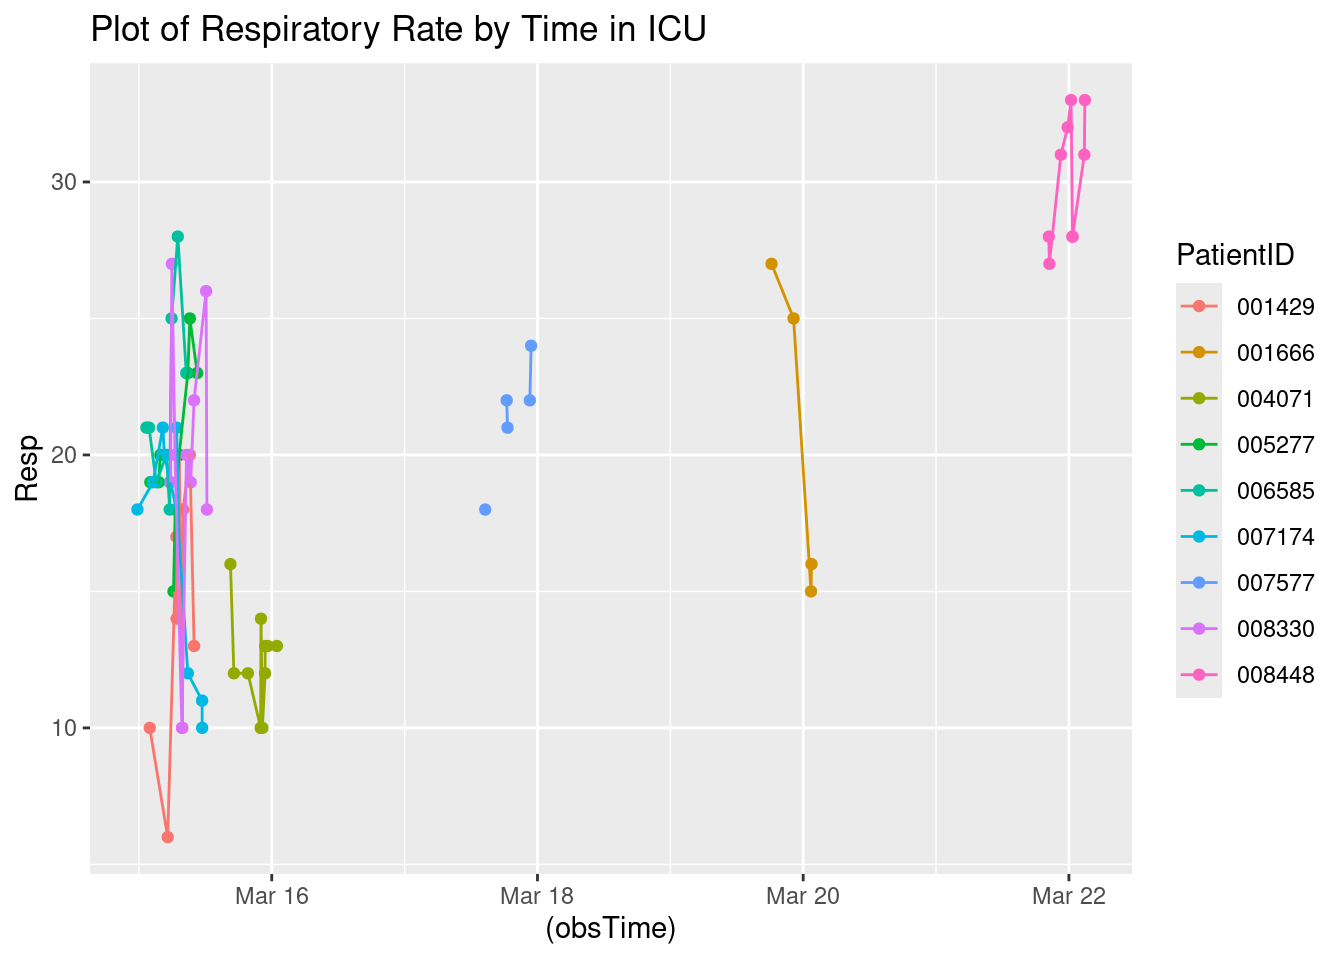 Plot of Respiratory Rate by Time in ICU
Resp
30
20
10
Mar 16
Mar 18
Mar 20
Mar 22
(obsTime)
PatientID
001429
001666
004071
005277
006585
007174
007577
008330
008448